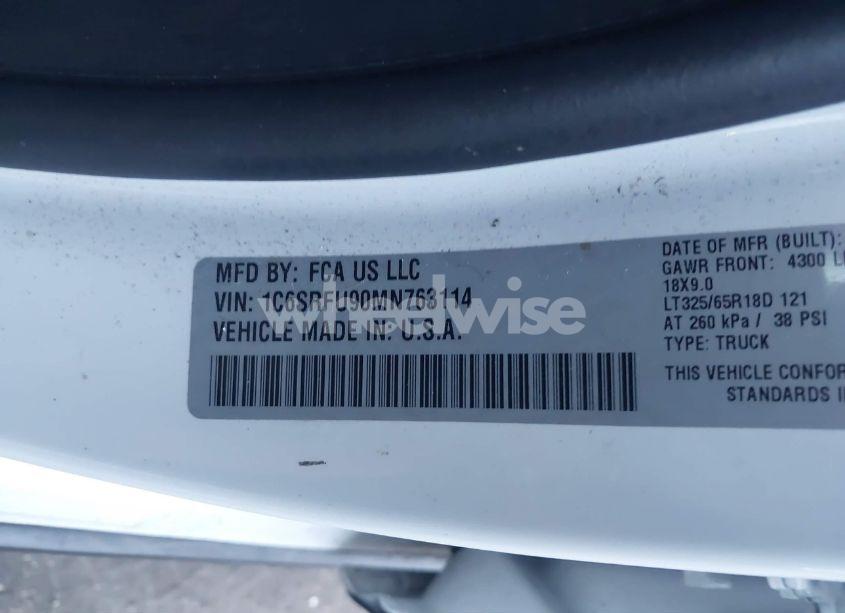 MFD BY: FCA US LLC
VIN: 1C6SRFU90MN763114
VEHICLE MADE IN: U.S.A.
DATE OF MFR (BUILT):
GAWR FRONT: 4300 L
18X9.0
LT325/65R18D 121
AT 260 kPa / 38 PSI
TYPE: TRUCK
THIS VEHICLE CONFOR
STANDARDS I
wheelwise